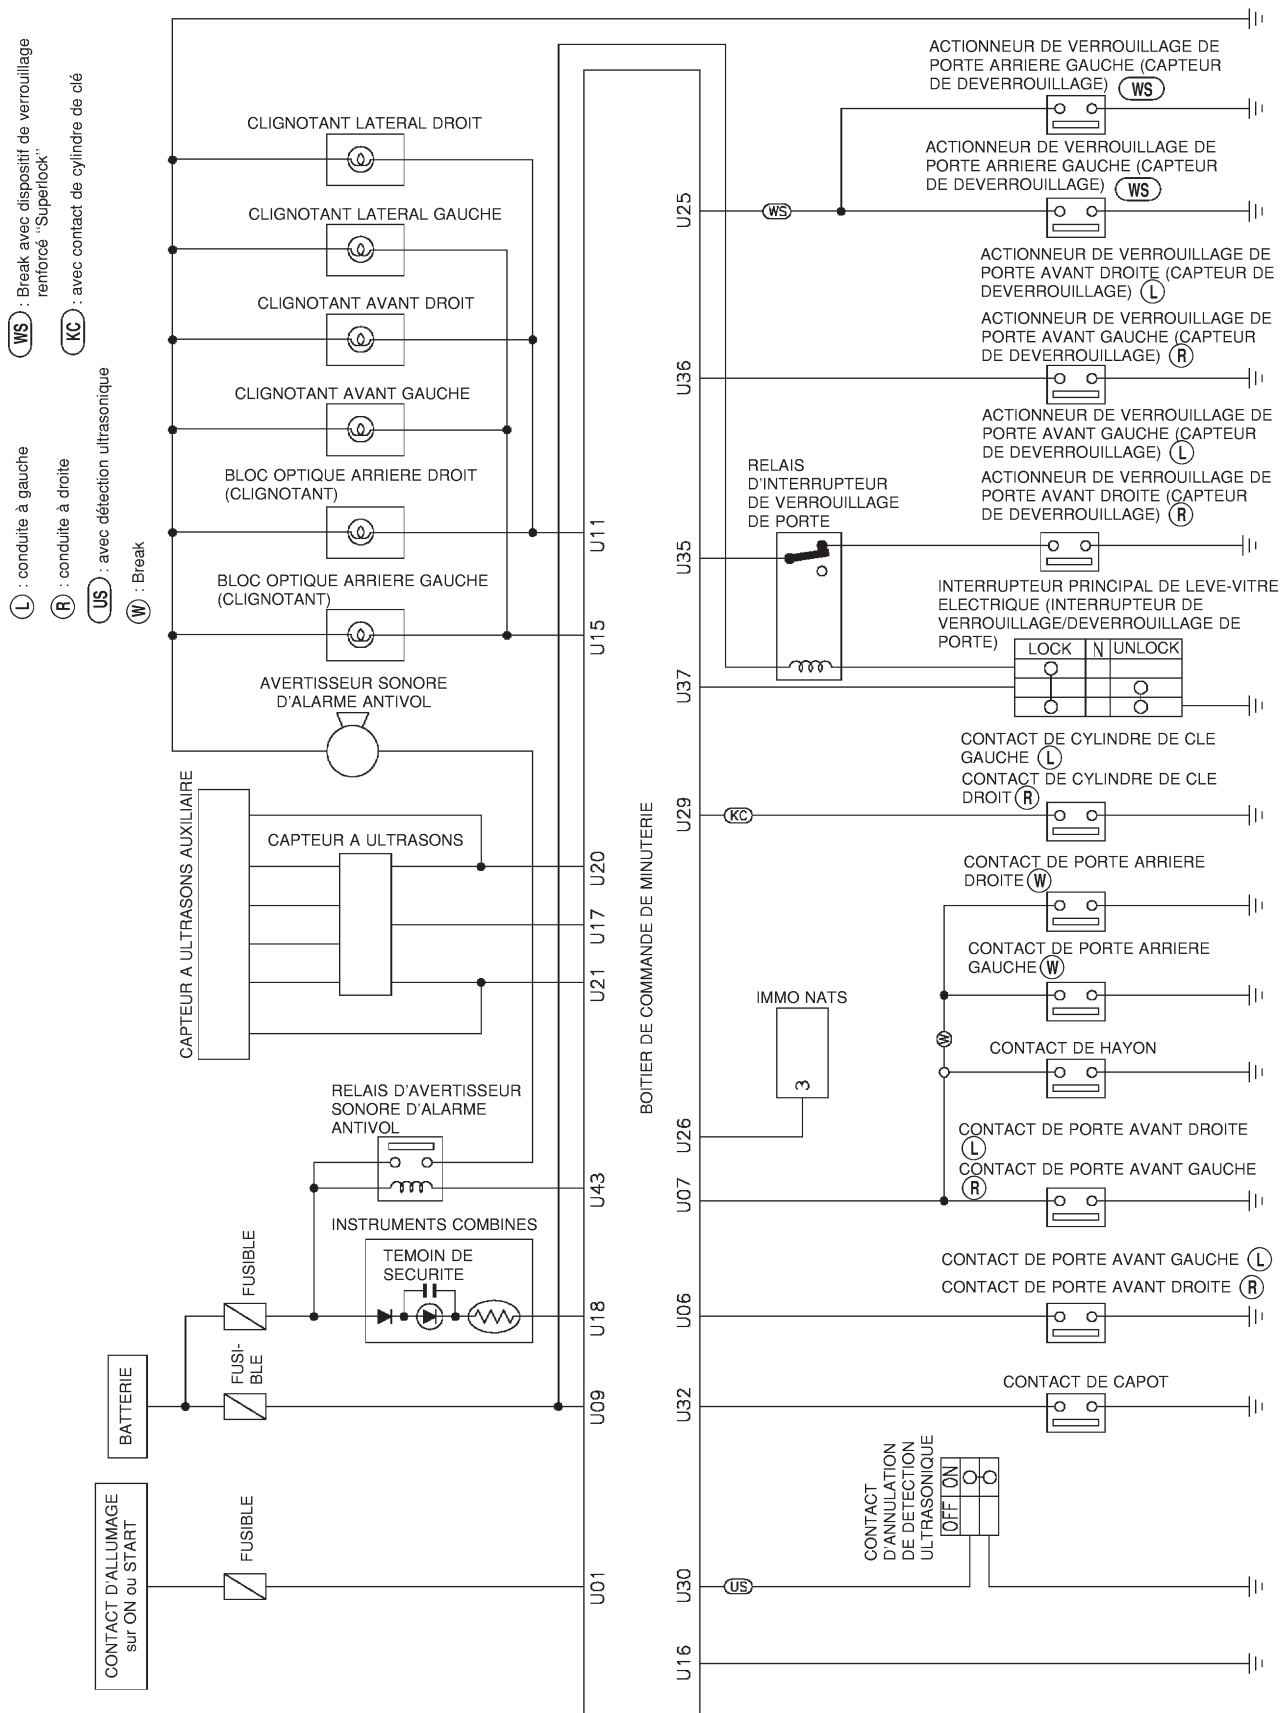 WS : Break avec dispositif de verrouillage
renforcé "Superlock"
KC : avec contact de cylindre de clé
L : conduite à gauche
R : conduite à droite
US : avec détection ultrasonique
W : Break
CLIGNOTANT LATERAL DROIT
CLIGNOTANT LATERAL GAUCHE
CLIGNOTANT AVANT DROIT
CLIGNOTANT AVANT GAUCHE
BLOC OPTIQUE ARRIERE DROIT
(CLIGNOTANT)
U11
BLOC OPTIQUE ARRIERE GAUCHE
(CLIGNOTANT)
U15
AVERTISSEUR SONORE
D'ALARME ANTIVOL
CAPTEUR A ULTRASONS AUXILIAIRE
CAPTEUR A ULTRASONS
U20
U17
U21
RELAIS D'AVERTISSEUR
SONORE D'ALARME
ANTIVOL
U43
INSTRUMENTS COMBINES
TEMOIN DE
SECURITE
FUSIBLE
U18
BATTERIE
FUSI-
BLE
U09
CONTACT D'ALLUMAGE
sur ON ou START
FUSIBLE
U01
BOITIER DE COMMANDE DE MINUTERIE
ACTIONNEUR DE VERROUILLAGE DE
PORTE ARRIERE GAUCHE (CAPTEUR
DE DEVERROUILLAGE) WS
ACTIONNEUR DE VERROUILLAGE DE
PORTE ARRIERE GAUCHE (CAPTEUR
DE DEVERROUILLAGE) WS
U25
WS
ACTIONNEUR DE VERROUILLAGE DE
PORTE AVANT DROITE (CAPTEUR DE
DEVERROUILLAGE) L
ACTIONNEUR DE VERROUILLAGE DE
PORTE AVANT GAUCHE (CAPTEUR
DE DEVERROUILLAGE) R
U36
ACTIONNEUR DE VERROUILLAGE DE
PORTE AVANT GAUCHE (CAPTEUR
DE DEVERROUILLAGE) L
ACTIONNEUR DE VERROUILLAGE DE
PORTE AVANT DROITE (CAPTEUR
DE DEVERROUILLAGE) R
RELAIS
D'INTERRUPTEUR
DE VERROUILLAGE
DE PORTE
U35
INTERRUPTEUR PRINCIPAL DE LEVE-VITRE
ELECTRIQUE (INTERRUPTEUR DE
VERROUILLAGE/DEVERROUILLAGE DE
PORTE)
LOCK N UNLOCK
U37
CONTACT DE CYLINDRE DE CLE
GAUCHE L
CONTACT DE CYLINDRE DE CLE
DROIT R
U29
KC
CONTACT DE PORTE ARRIERE
DROITE W
CONTACT DE PORTE ARRIERE
GAUCHE W
W
IMMO NATS
3
CONTACT DE HAYON
U26
CONTACT DE PORTE AVANT DROITE
L
CONTACT DE PORTE AVANT GAUCHE
R
U07
CONTACT DE PORTE AVANT GAUCHE L
CONTACT DE PORTE AVANT DROITE R
U06
CONTACT DE CAPOT
U32
CONTACT
D'ANNULATION
DE DETECTION
ULTRASONIQUE
OFF ON
U30
US
U16